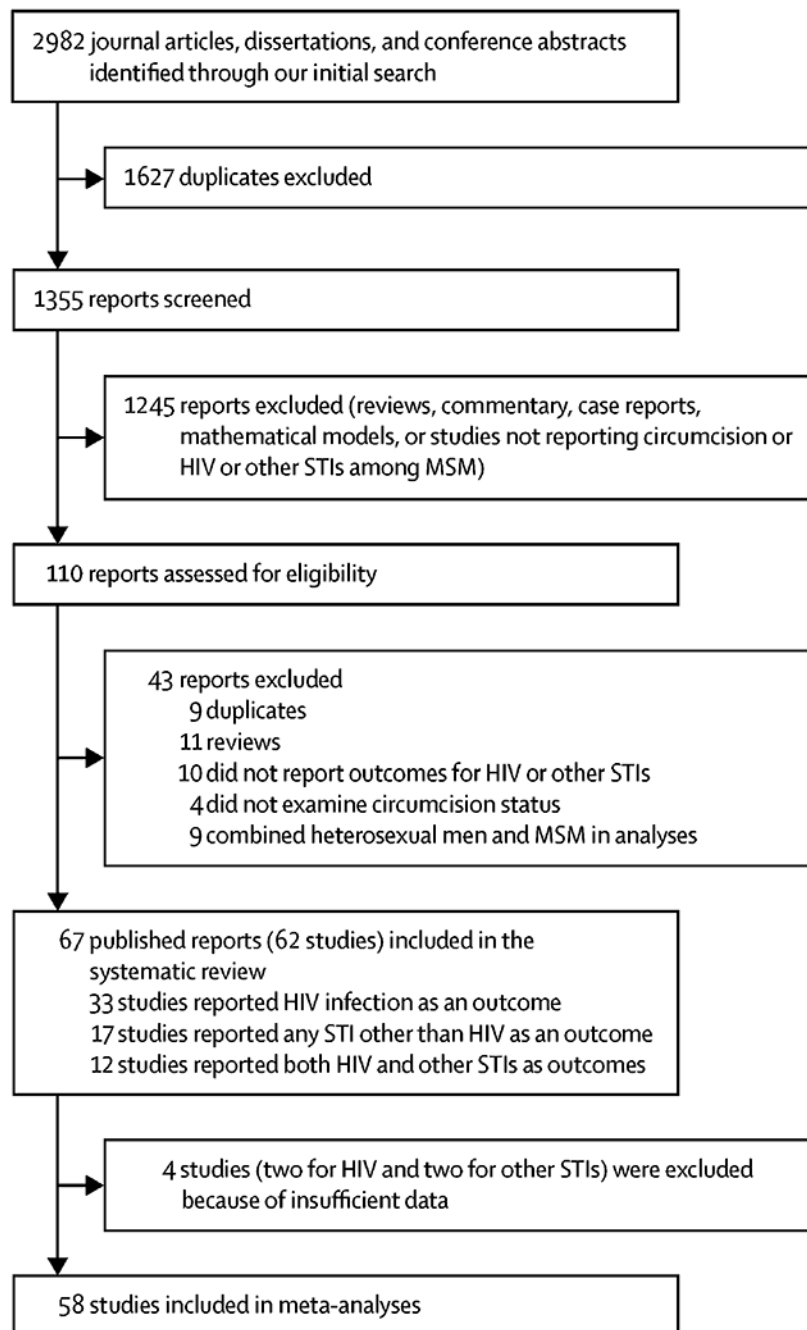 2982 journal articles, dissertations, and conference abstracts
identified through our initial search
1627 duplicates excluded
1355 reports screened
1245 reports excluded (reviews, commentary, case reports,
mathematical models, or studies not reporting circumcision or
HIV or other STIs among MSM)
110 reports assessed for eligibility
43 reports excluded
9 duplicates
11 reviews
10 did not report outcomes for HIV or other STIs
4 did not examine circumcision status
9 combined heterosexual men and MSM in analyses
67 published reports (62 studies) included in the
systematic review
33 studies reported HIV infection as an outcome
17 studies reported any STI other than HIV as an outcome
12 studies reported both HIV and other STIs as outcomes
4 studies (two for HIV and two for other STIs) were excluded
because of insufficient data
58 studies included in meta-analyses